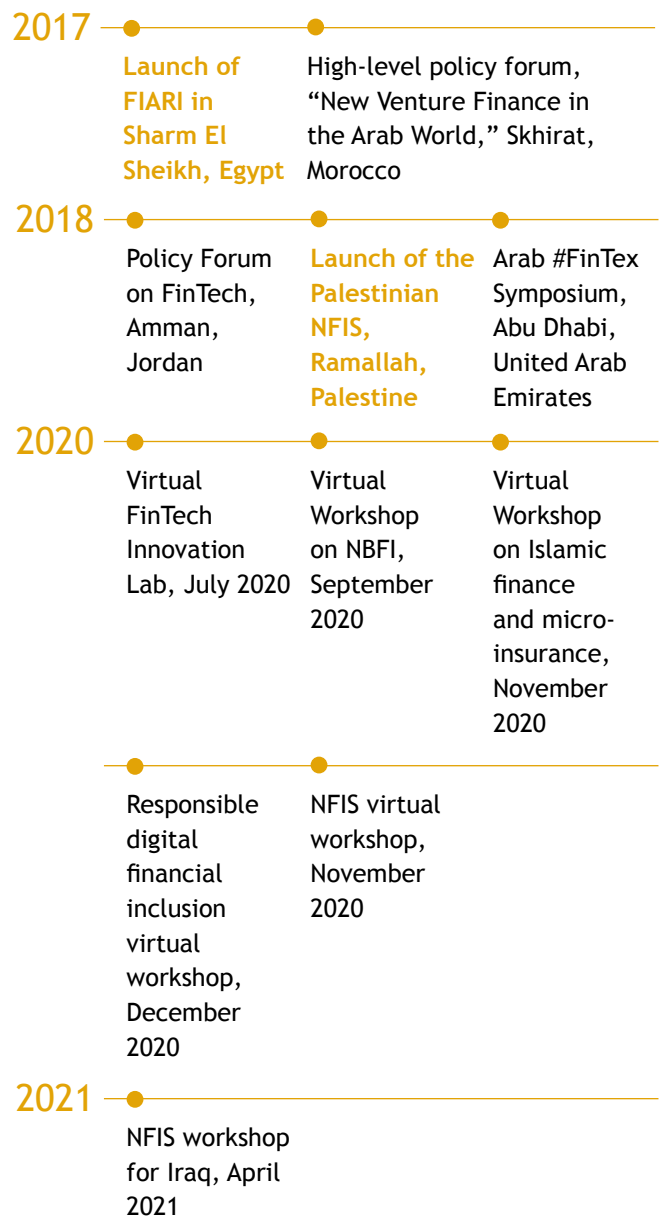 2017
Launch of
FIARI in
Sharm El
Sheikh, Egypt
High-level policy forum,
“New Venture Finance in
the Arab World,” Skhirat,
Morocco
2018
Policy Forum
on FinTech,
Amman,
Jordan
Launch of the
Palestinian
NFIS,
Ramallah,
Palestine
Arab #FinTex
Symposium,
Abu Dhabi,
United Arab
Emirates
2020
Virtual
FinTech
Innovation
Lab, July 2020
Virtual
Workshop
on NBFI,
September
2020
Virtual
Workshop
on Islamic
finance
and micro-
insurance,
November
2020
Responsible
digital
financial
inclusion
virtual
workshop,
December
2020
NFIS virtual
workshop,
November
2020
2021
NFIS workshop
for Iraq, April
2021